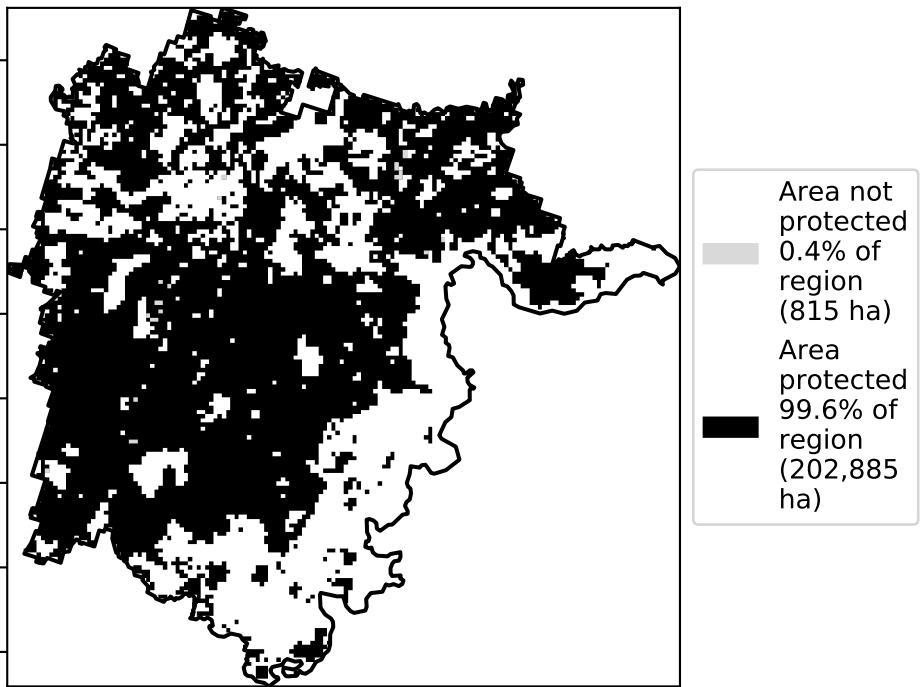 Area not
protected
0.4% of
region
(815 ha)
Area
protected
99.6% of
region
(202,885
ha)